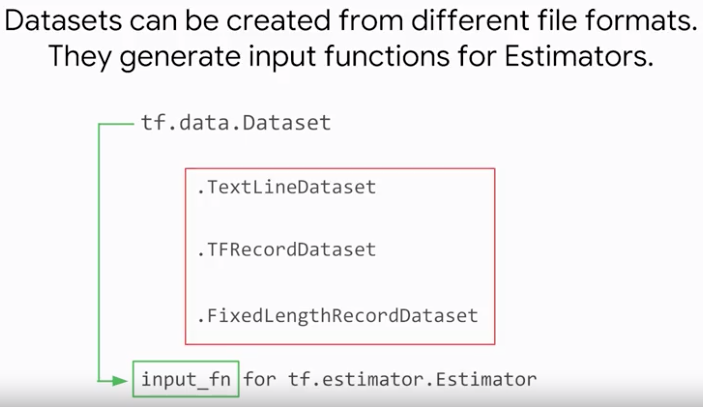 Datasets can be created from different file formats.
They generate input functions for Estimators.
tf.data.Dataset
.TextLineDataset
.TFRecordDataset
.FixedLengthRecordDataset
input_fn for tf.estimator.Estimator